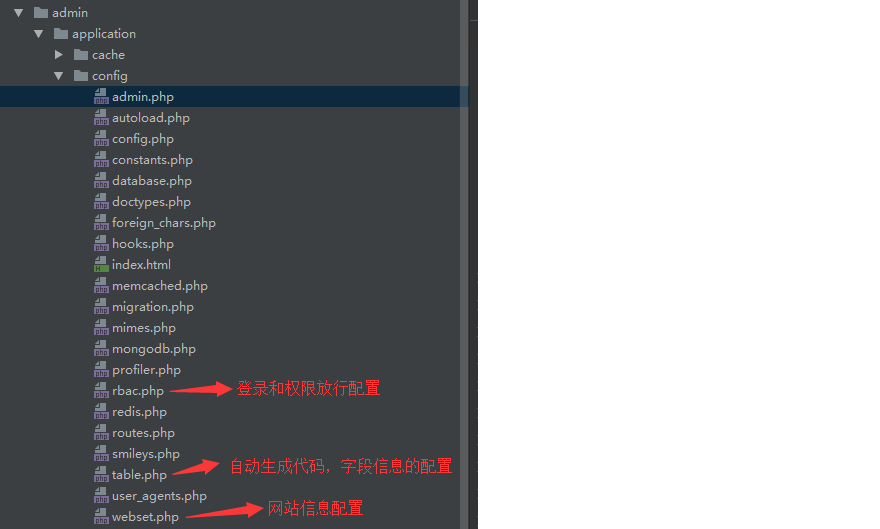 admin
application
cache
config
admin.php
autoload.php
config.php
constants.php
database.php
doctypes.php
foreign_chars.php
hooks.php
index.html
memcached.php
migration.php
mimes.php
mongodb.php
profiler.php
rbac.php 登录和权限放行配置
redis.php
routes.php
smileys.php
table.php 自动生成代码，字段信息的配置
user_agents.php
webset.php 网站信息配置